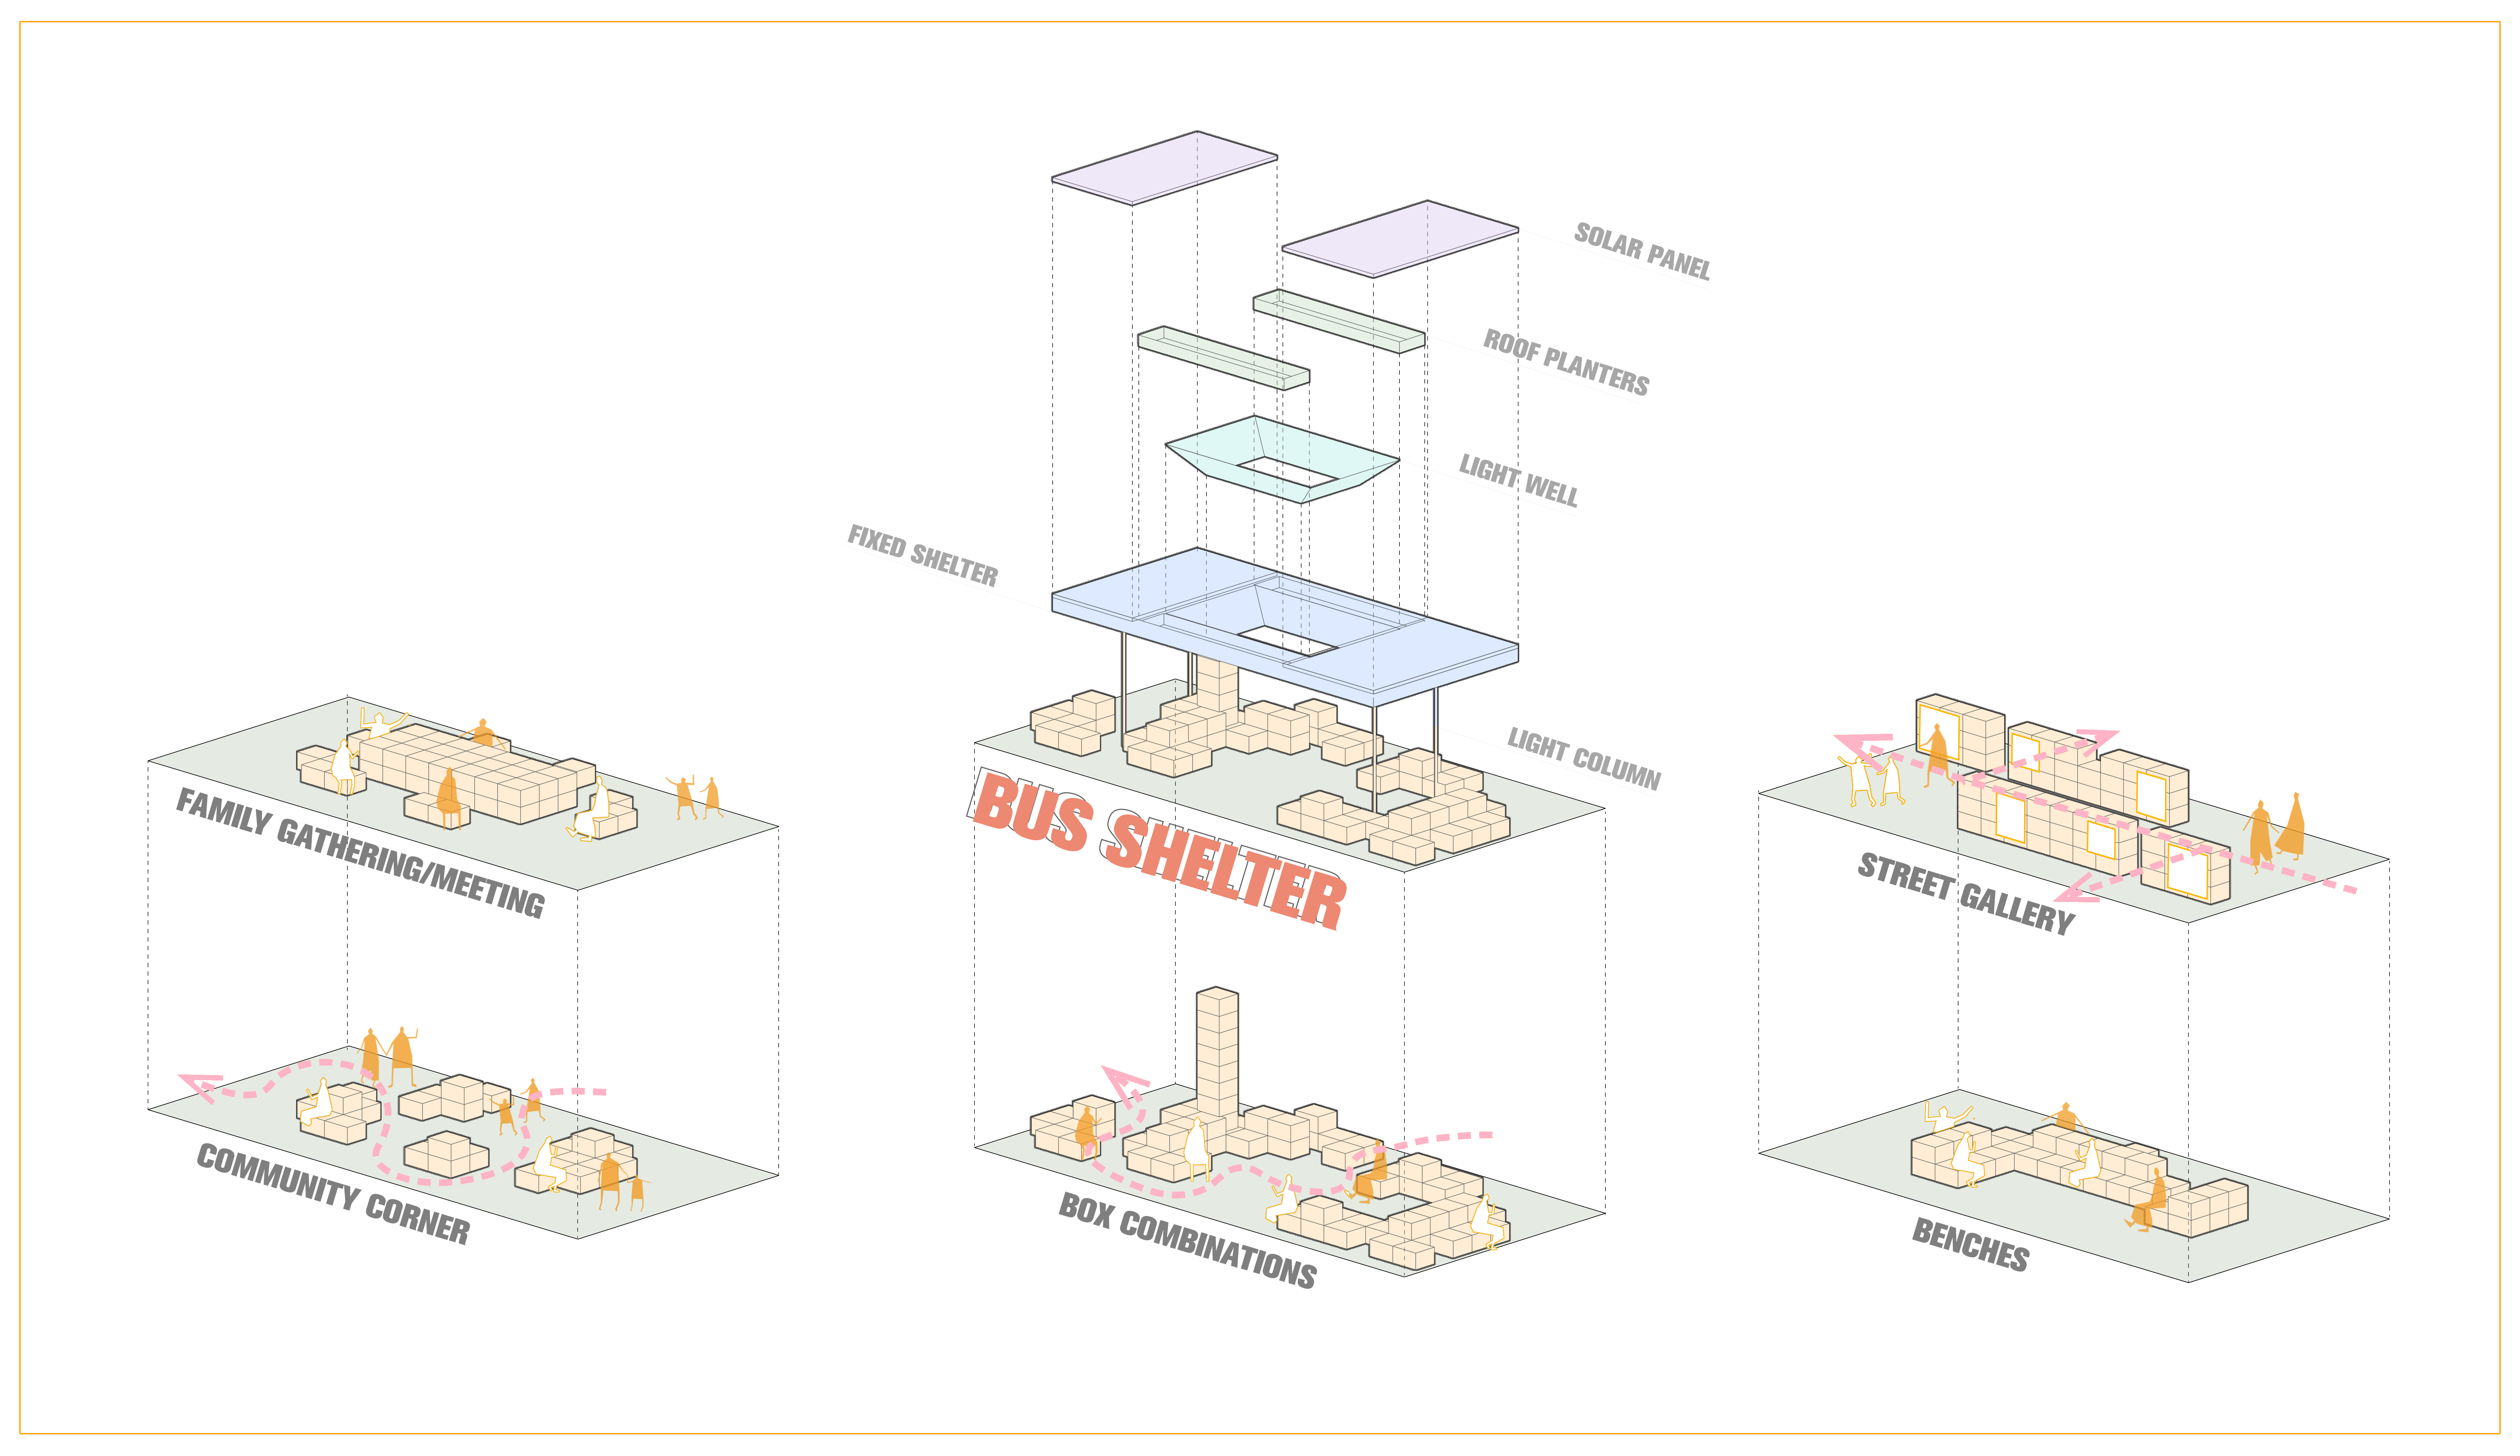 SOLAR PANEL
ROOF PLANTERS
LIGHT WELL
FIXED SHELTER
LIGHT COLUMN
FAMILY GATHERING/MEETING
BUS SHELTER
STREET GALLERY
COMMUNITY CORNER
BOX COMBINATIONS
BENCHES